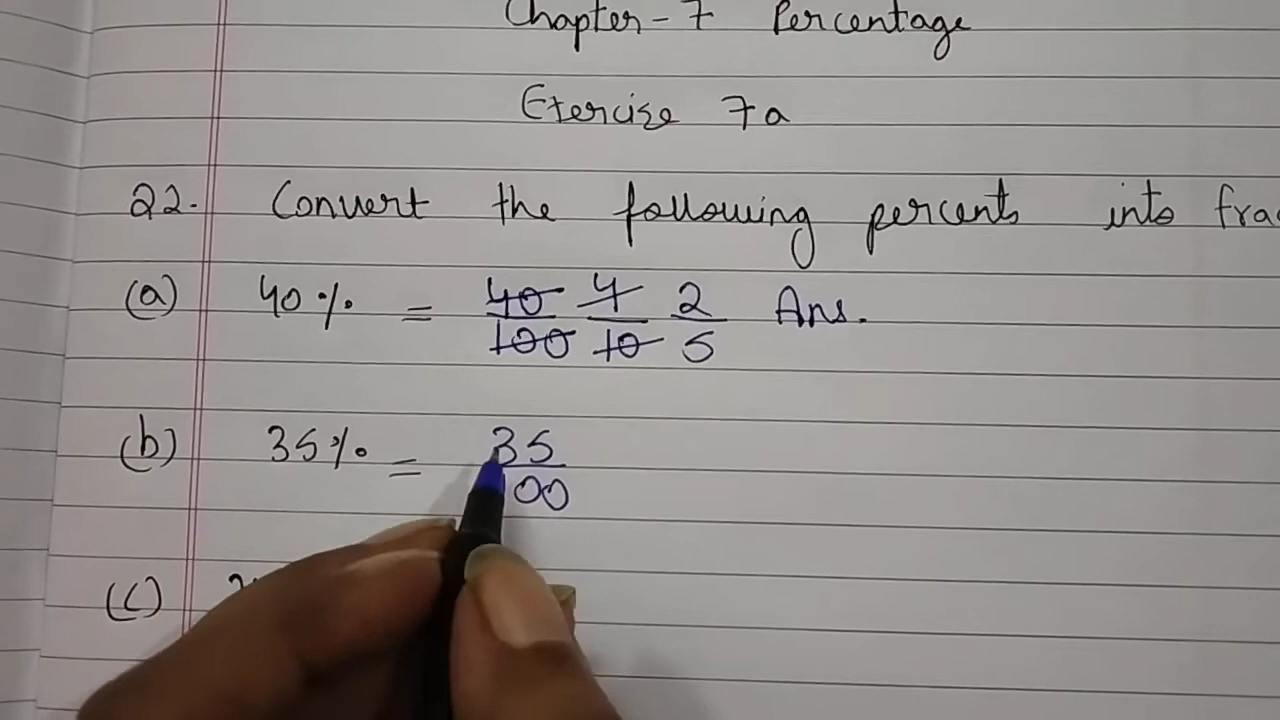 Chapter - 7 Percentage
Exercise 7a
22. Convert the following percents into
(a) 40% = 40/100 4/10 2/5 Ans.
(b) 35% = 35/100
(c)